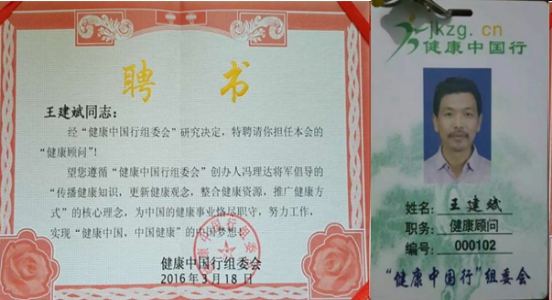 聘 书
王建斌同志：
经“健康中国行组委会”研究决定，特聘请你担任本会的
“健康顾问”！
望您遵循“健康中国行组委会”创办人冯理达将军倡导的
“传播健康知识，更新健康观念，整合健康资源，推广健康方
式”的核心理念，为中国的健康事业恪尽职守，努力工作，
实现“健康中国，中国健康”的中国梦想！
健康中国行组委会
2016年3月18日
jkzg.cn
健康中国行
姓名：王建斌
职务：健康顾问
编号：000102
“健康中国行”组委会